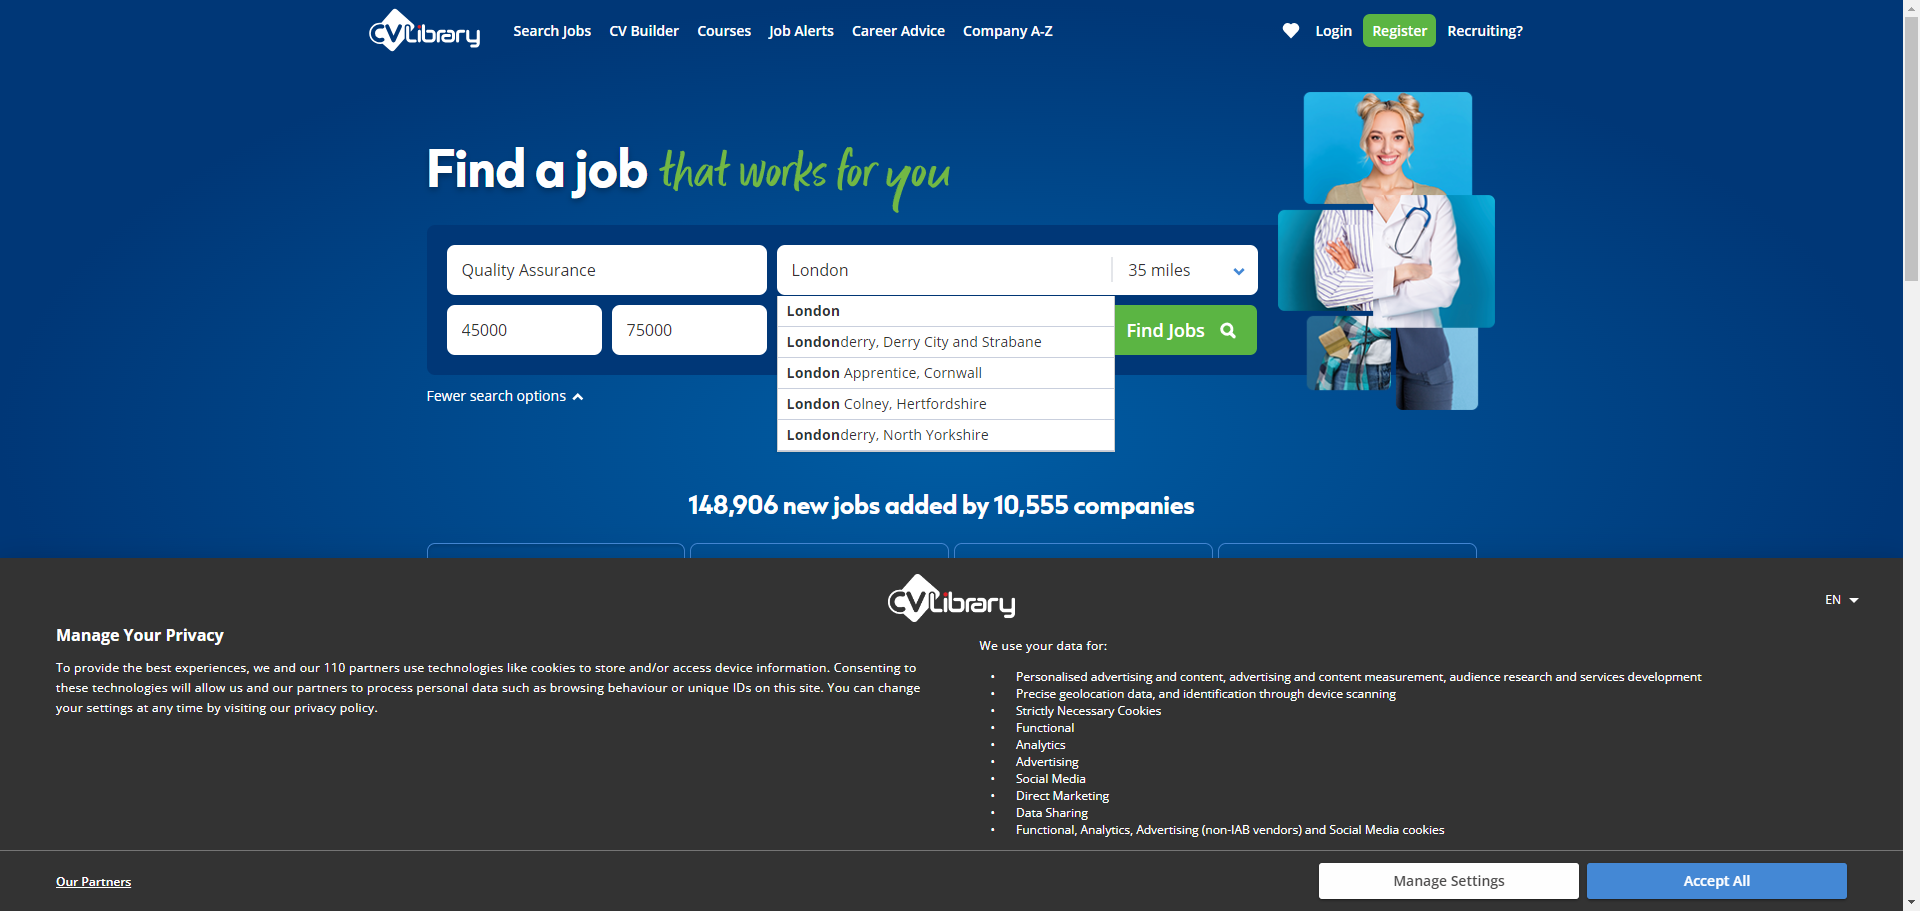 CVLibrary
Search Jobs CV Builder Courses Job Alerts Career Advice Company A-Z
Login Register Recruiting?
Find a job that works for you
Quality Assurance
London
35 miles
45000
75000
Find Jobs
London
Londonderry, Derry City and Strabane
London Apprentice, Cornwall
London Colney, Hertfordshire
Londonderry, North Yorkshire
Fewer search options
148,906 new jobs added by 10,555 companies
CVLibrary
EN
Manage Your Privacy
To provide the best experiences, we and our 110 partners use technologies like cookies to store and/or access device information. Consenting to
these technologies will allow us and our partners to process personal data such as browsing behaviour or unique IDs on this site. You can change
your settings at any time by visiting our privacy policy.
We use your data for:
• Personalised advertising and content, advertising and content measurement, audience research and services development
• Precise geolocation data, and identification through device scanning
• Strictly Necessary Cookies
• Functional
• Analytics
• Advertising
• Social Media
• Direct Marketing
• Data Sharing
• Functional, Analytics, Advertising (non-IAB vendors) and Social Media cookies
Our Partners
Manage Settings
Accept All